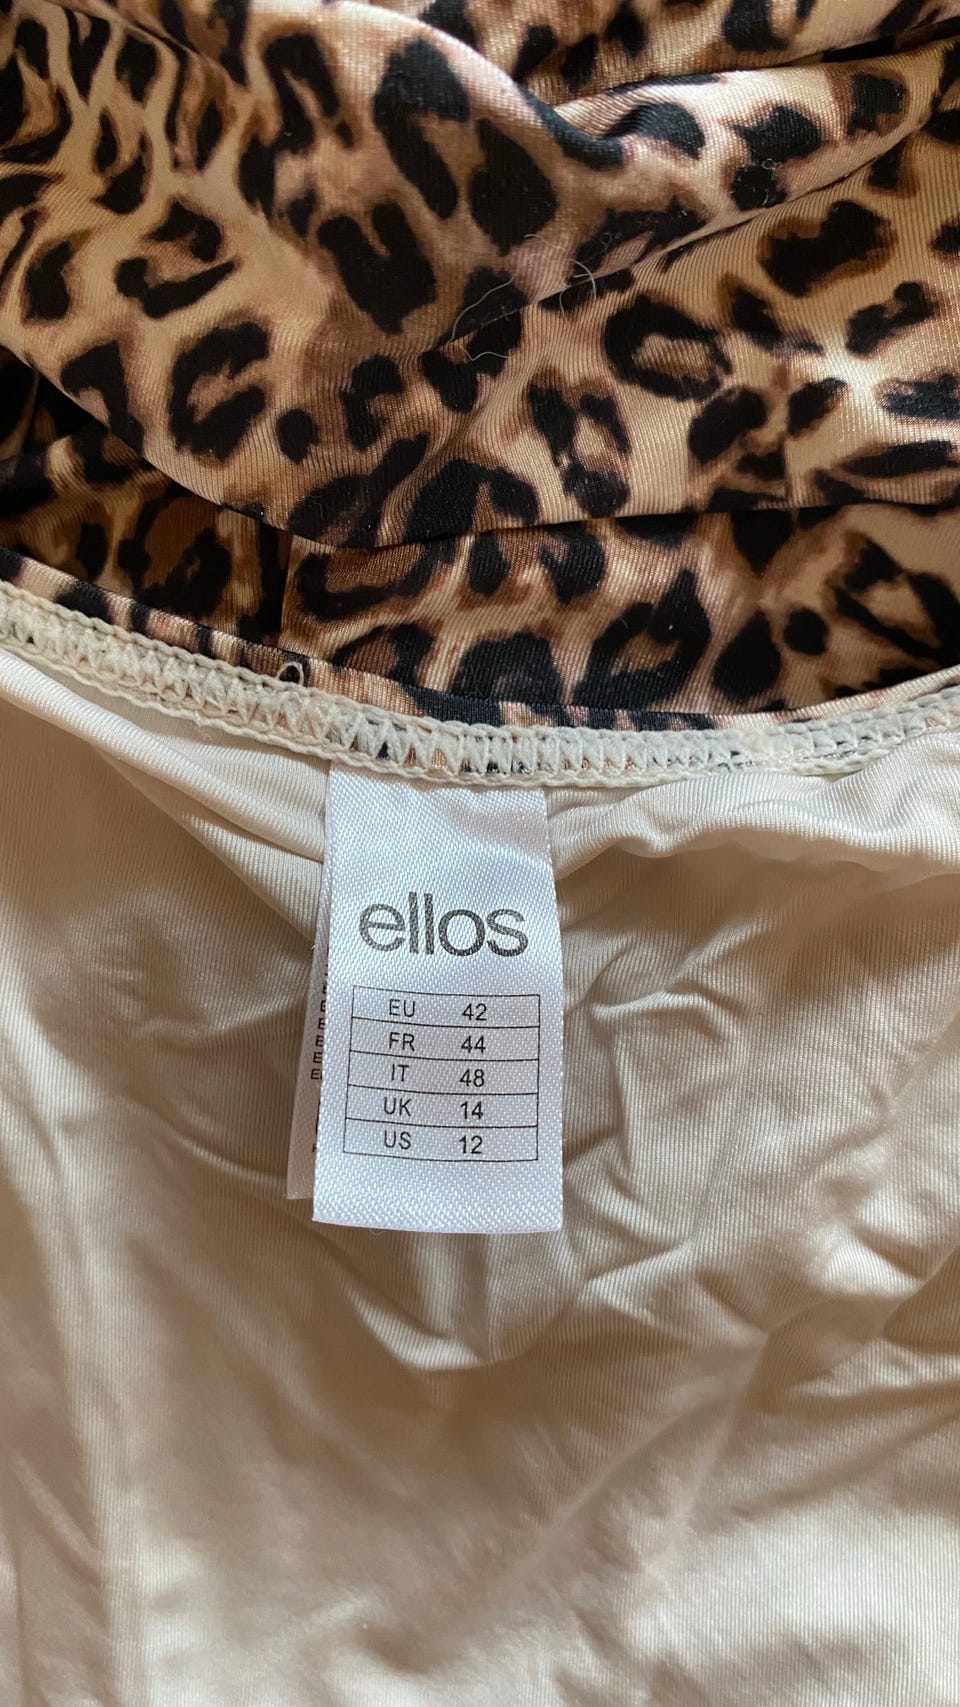 ellos
EU 42
FR 44
IT 48
UK 14
US 12